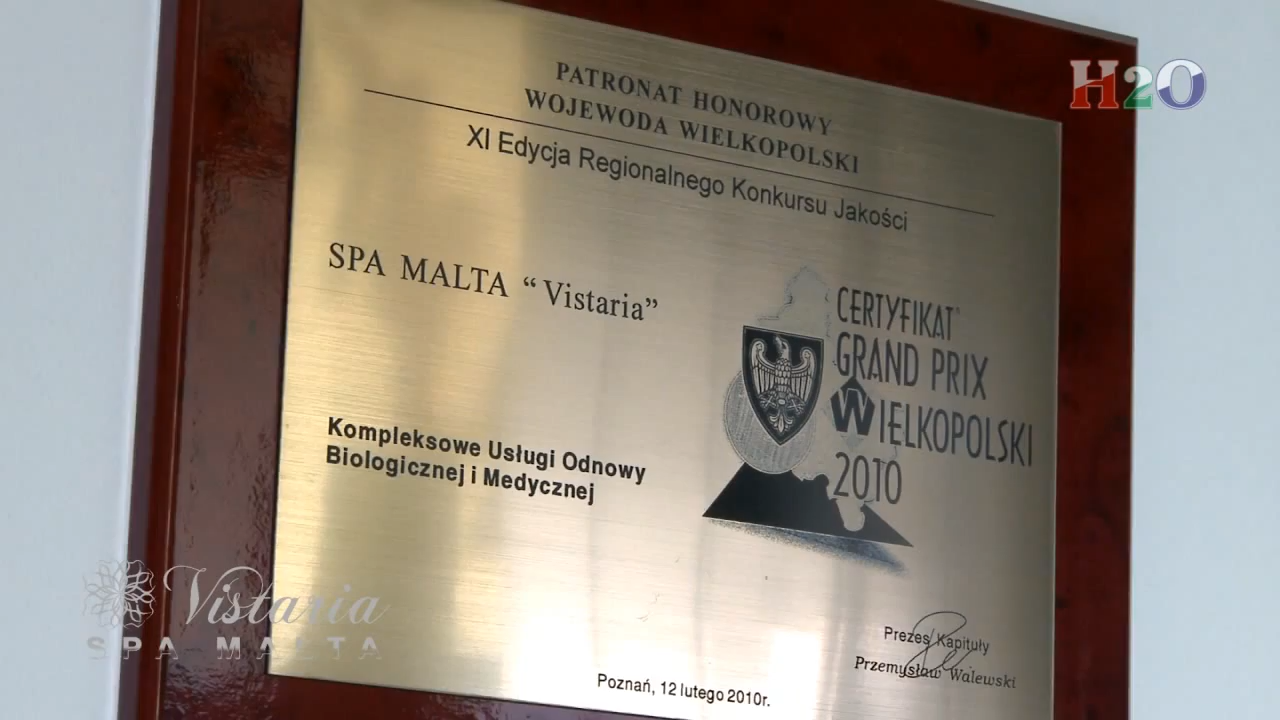 PATRONAT HONOROWY
WOJEWODA WIELKOPOLSKI
XI Edycja Regionalnego Konkursu Jakości
SPA MALTA “Vistaria”
CERTYFIKAT
GRAND PRIX
WIELKOPOLSKI
2010
Kompleksowe Usługi Odnowy
Biologicznej i Medycznej
Prezes Kapituły
Przemysław Walewski
Poznań, 12 lutego 2010r.
H2O
Vistaria
SPA MALTA